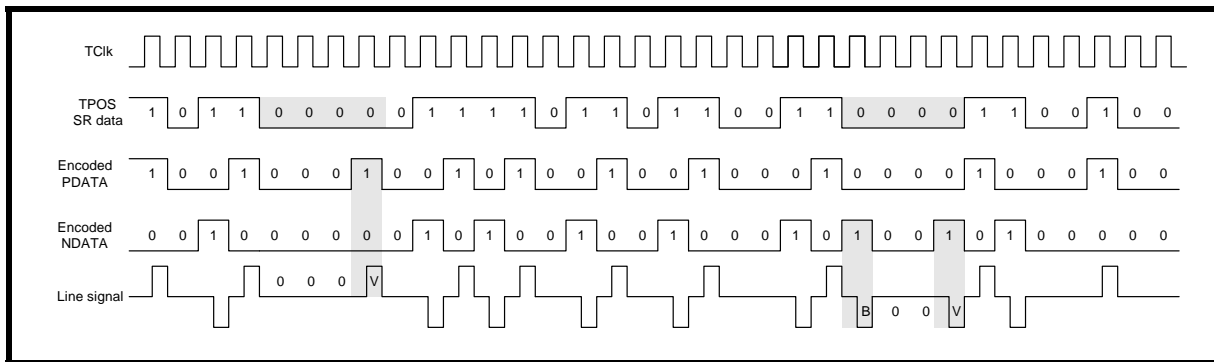 TClk
TPOS
SR data
1 0 1 1 0 0 0 0 0 1 1 1 1 0 1 1 0 1 1 0 0 1 1 0 0 0 0 1 1 0 0 1 0 0
Encoded
PDATA
1 0 0 1 0 0 0 1 0 0 1 0 1 0 0 1 0 0 1 0 0 0 1 0 0 0 0 1 0 0 0 1 0 0
Encoded
NDATA
0 0 1 0 0 0 0 0 0 1 0 1 0 0 1 0 0 1 0 0 0 1 0 1 0 0 1 0 1 0 0 0 0 0
Line signal
0 0 0 V
B 0 0 V